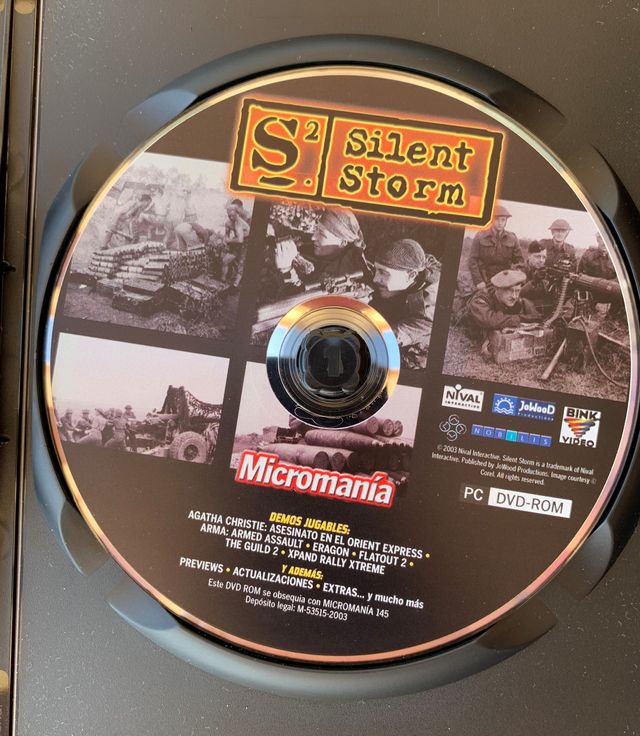 S²
Silent
Storm
NIVAL
INTERACTIVE
JoWooD
Productions
BINK
VIDEO
NOBILIS
© 2003 Nival Interactive. Silent Storm is a trademark of Nival
Interactive. Published by JoWood Productions. Image courtesy ©
Corel. All rights reserved.
PC DVD-ROM
Micromanía
DEMOS JUGABLES:
AGATHA CHRISTIE: ASESINATO EN EL ORIENT EXPRESS •
ARMA: ARMED ASSAULT • ERAGON • FLATOUT 2 •
THE GUILD 2 • XPAND RALLY XTREME
Y ADEMÁS:
PREVIEWS • ACTUALIZACIONES • EXTRAS... y mucho más
Este DVD ROM se obsequia con MICROMANÍA 145
Depósito legal: M-53515-2003